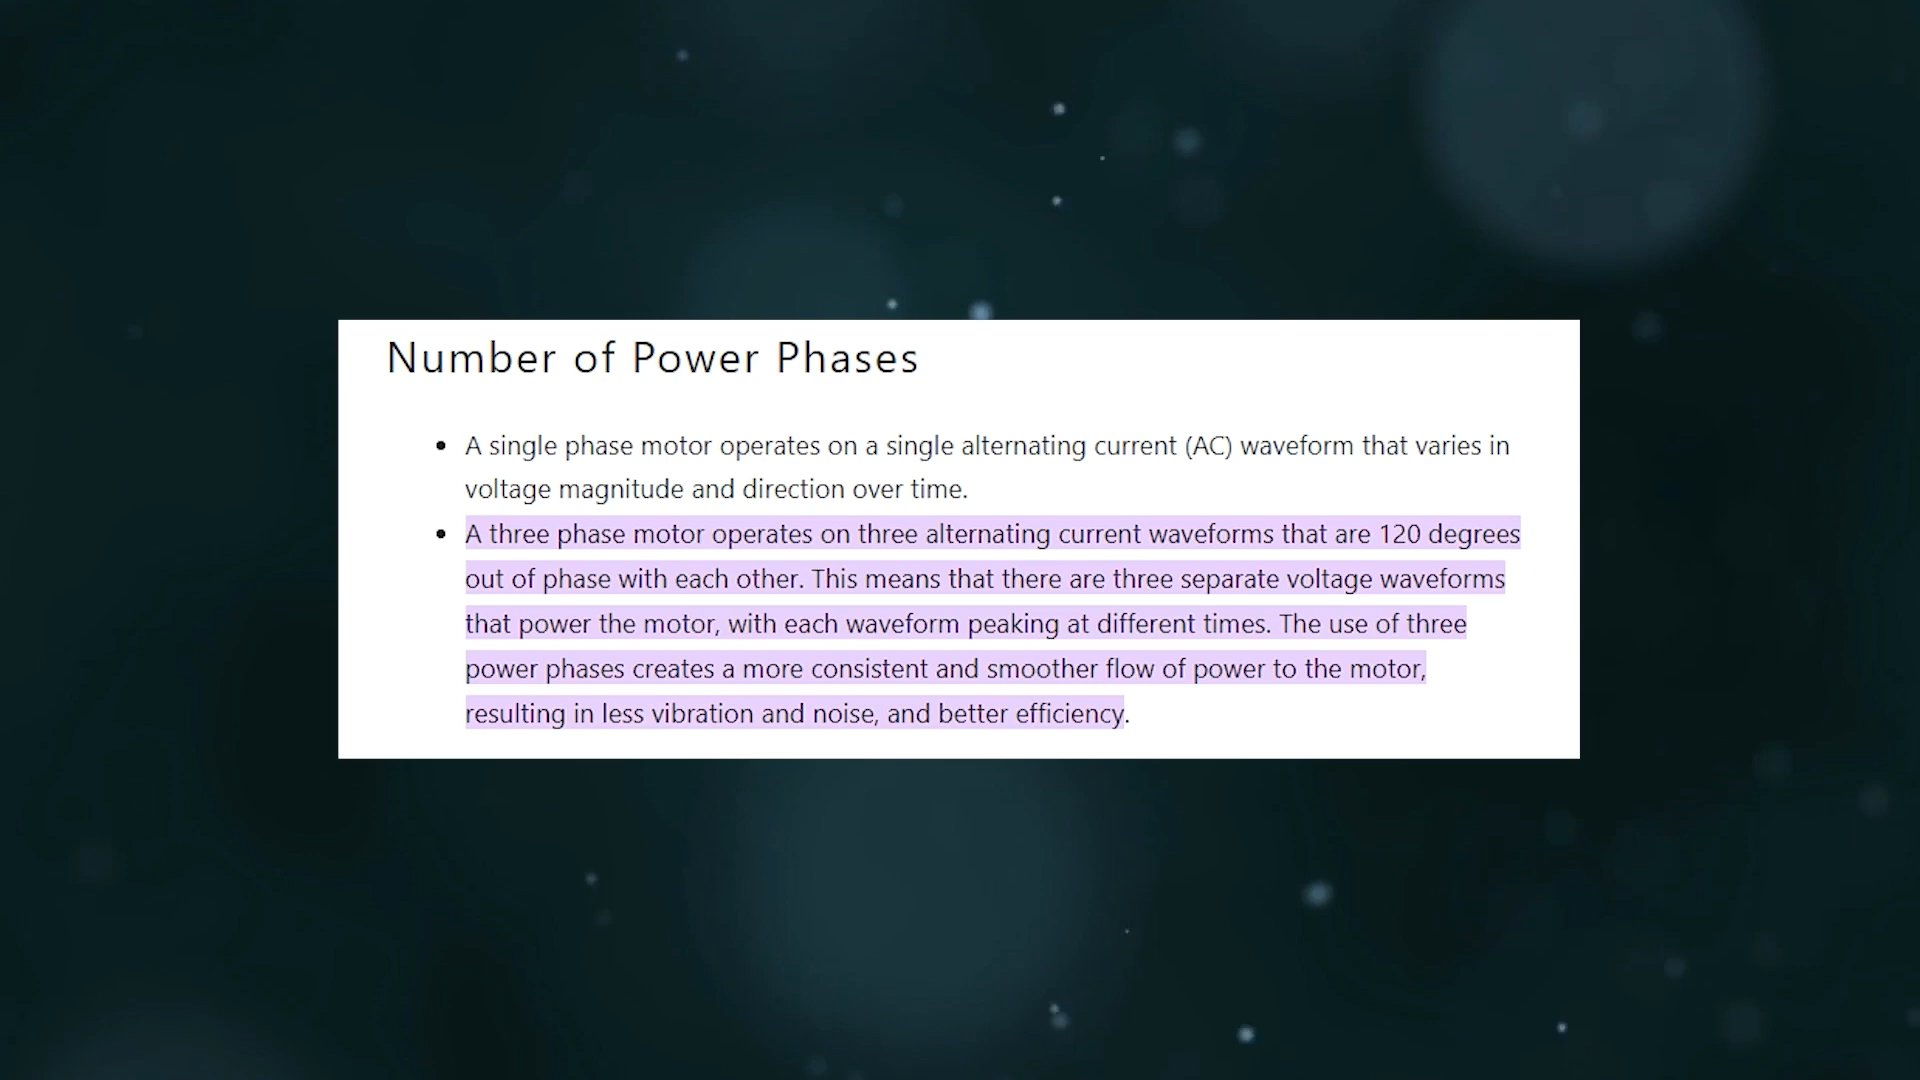 Number of Power Phases
• A single phase motor operates on a single alternating current (AC) waveform that varies in
voltage magnitude and direction over time.
• A three phase motor operates on three alternating current waveforms that are 120 degrees
out of phase with each other. This means that there are three separate voltage waveforms
that power the motor, with each waveform peaking at different times. The use of three
power phases creates a more consistent and smoother flow of power to the motor,
resulting in less vibration and noise, and better efficiency.